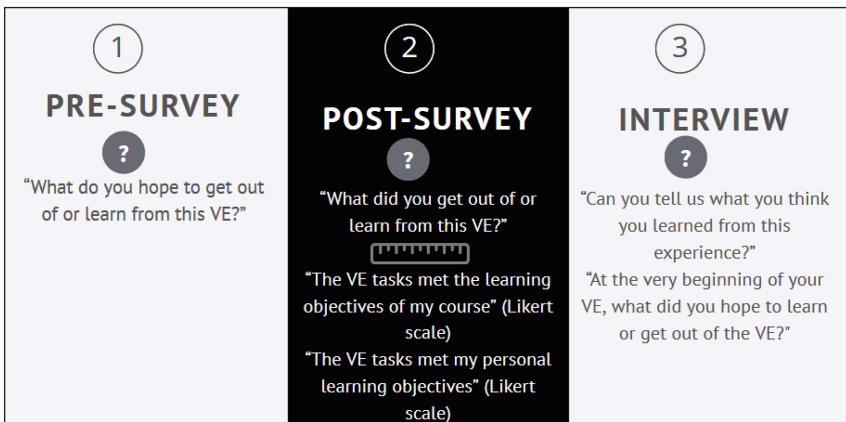 1
PRE-SURVEY
?
“What do you hope to get out
of or learn from this VE?”
2
POST-SURVEY
?
“What did you get out of or
learn from this VE?”
“The VE tasks met the learning
objectives of my course” (Likert
scale)
“The VE tasks met my personal
learning objectives” (Likert
scale)
3
INTERVIEW
?
“Can you tell us what you think
you learned from this
experience?”
“At the very beginning of your
VE, what did you hope to learn
or get out of the VE?"